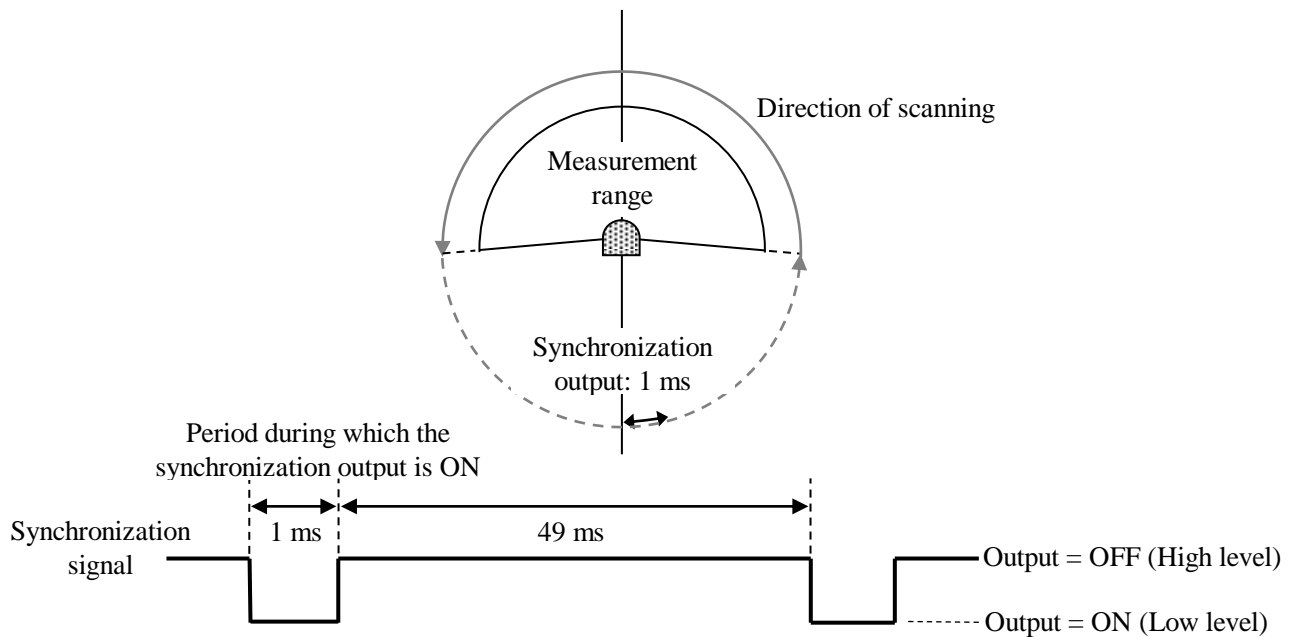 Direction of scanning
Measurement
range
Synchronization
output: 1 ms
Period during which the
synchronization output is ON
Synchronization
signal
1 ms
49 ms
Output = OFF (High level)
Output = ON (Low level)